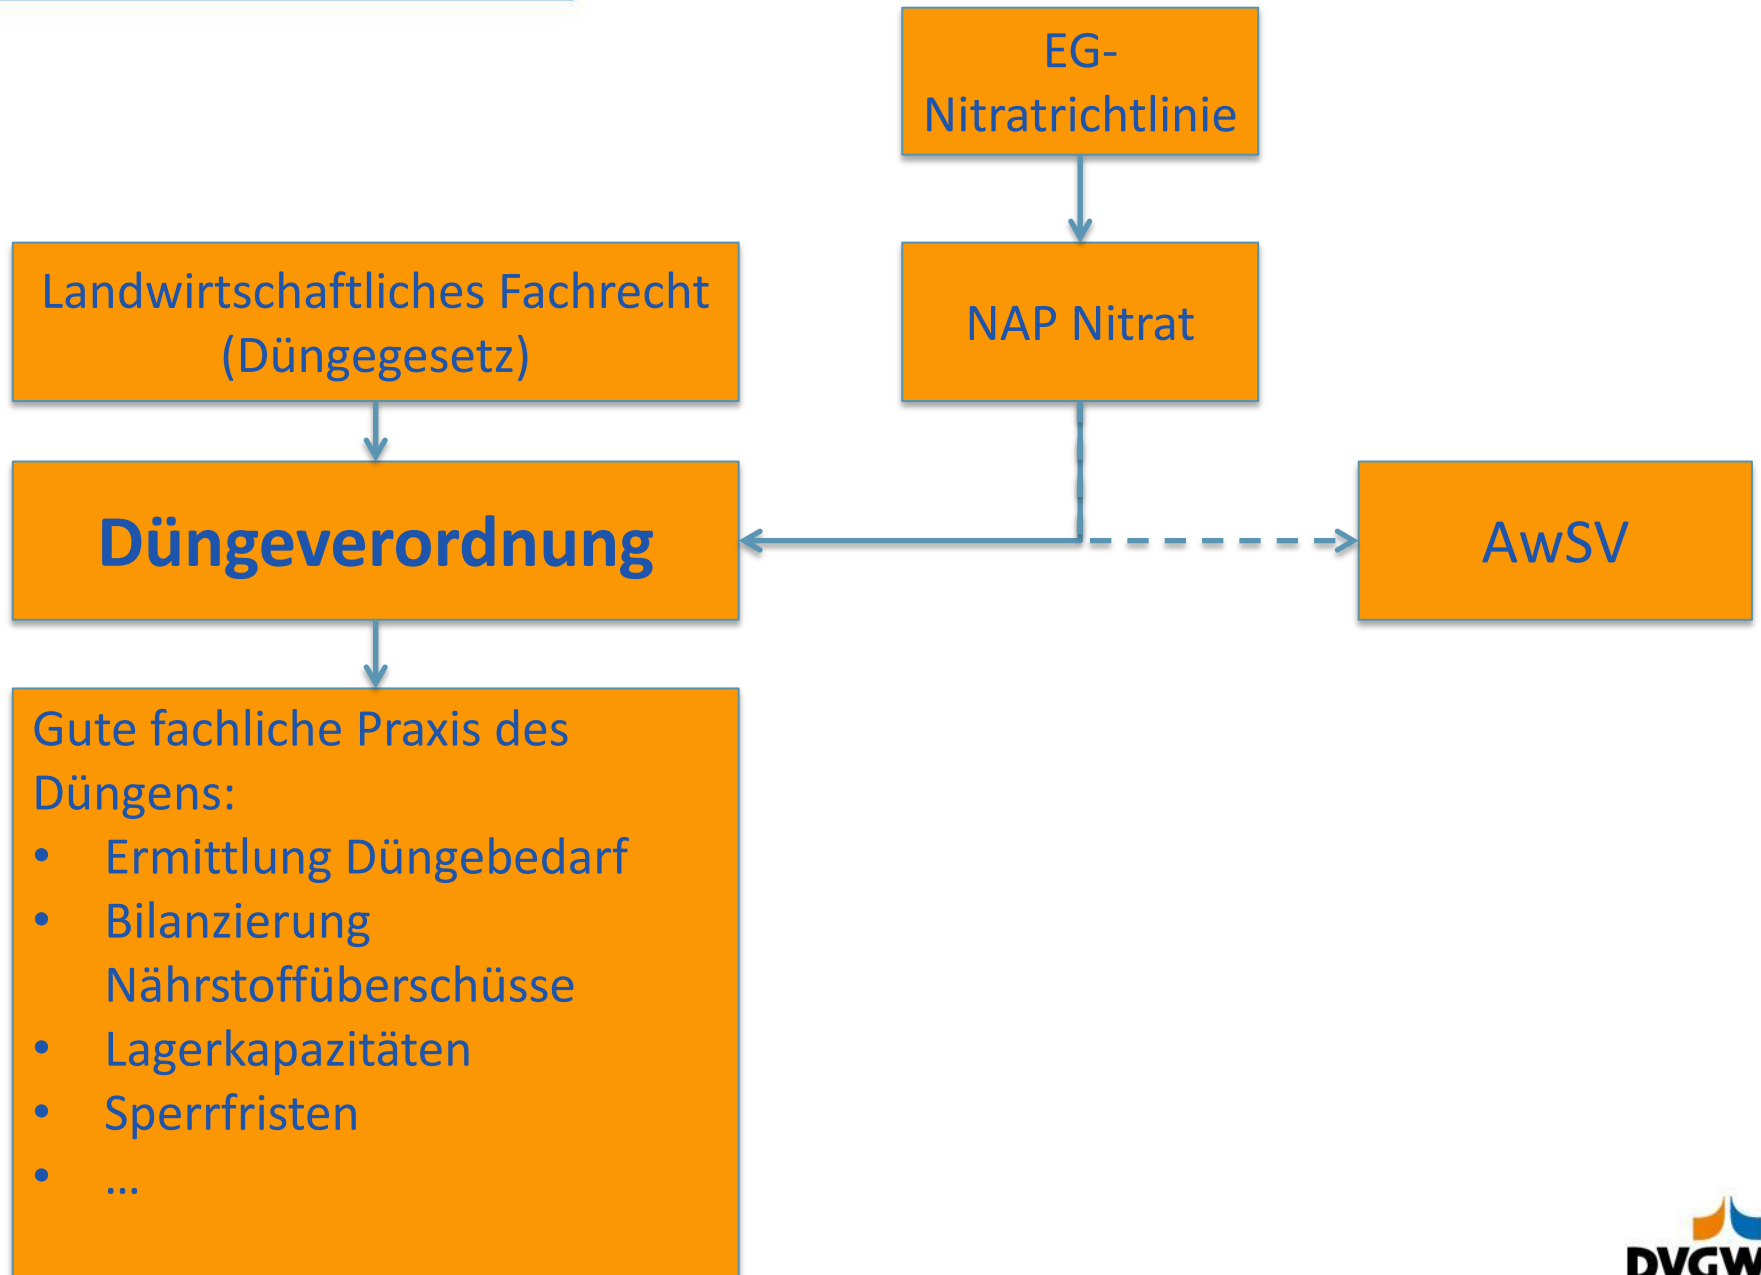 EG-
Nitratrichtlinie
Landwirtschaftliches Fachrecht
(Düngegesetz)
NAP Nitrat
Düngeverordnung
AwSV
Gute fachliche Praxis des
Düngens:
• Ermittlung Düngebedarf
• Bilanzierung
Nährstoffüberschüsse
• Lagerkapazitäten
• Sperrfristen
• ...
DVGW